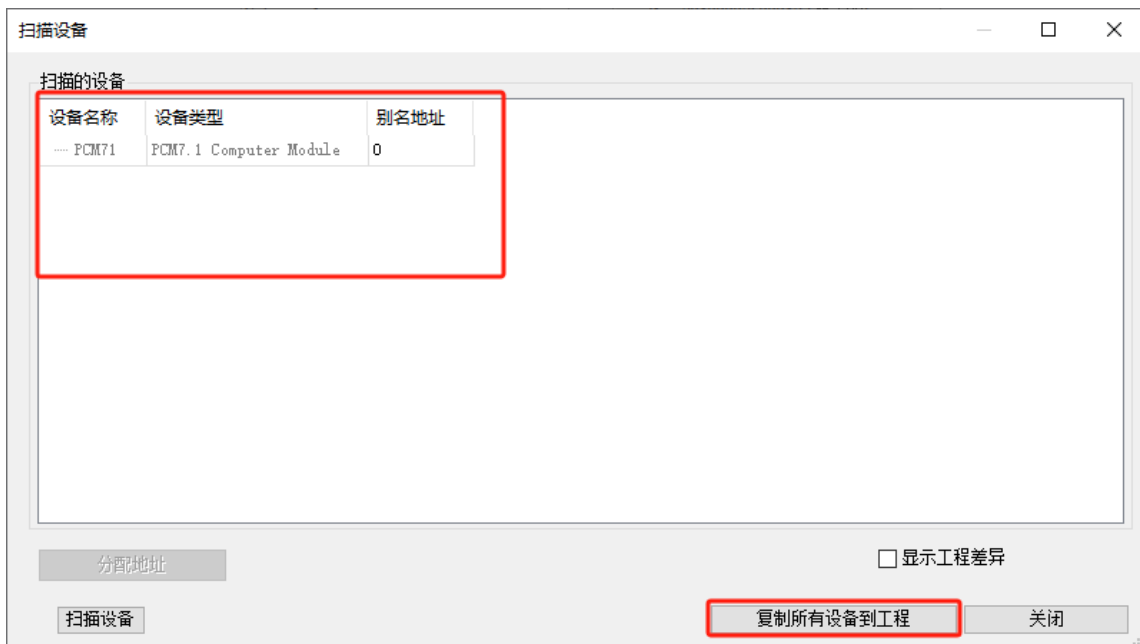 扫描设备
扫描的设备
设备名称 设备类型 别名地址
PCM71 PCM7.1 Computer Module 0
分配地址 显示工程差异
扫描设备 复制所有设备到工程 关闭